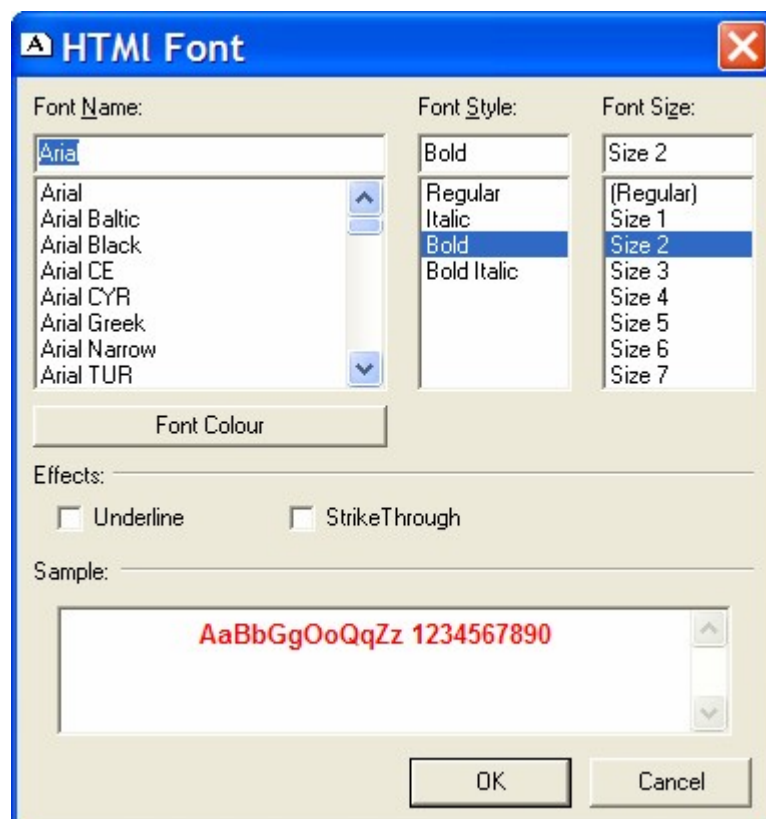 A HTMl Font
Font Name:
Arial
Arial
Arial Baltic
Arial Black
Arial CE
Arial CYR
Arial Greek
Arial Narrow
Arial TUR
Font Style:
Bold
Regular
Italic
Bold
Bold Italic
Font Size:
Size 2
(Regular)
Size 1
Size 2
Size 3
Size 4
Size 5
Size 6
Size 7
Font Colour
Effects:
Underline
StrikeThrough
Sample:
AaBbGgOoQqZz 1234567890
OK
Cancel